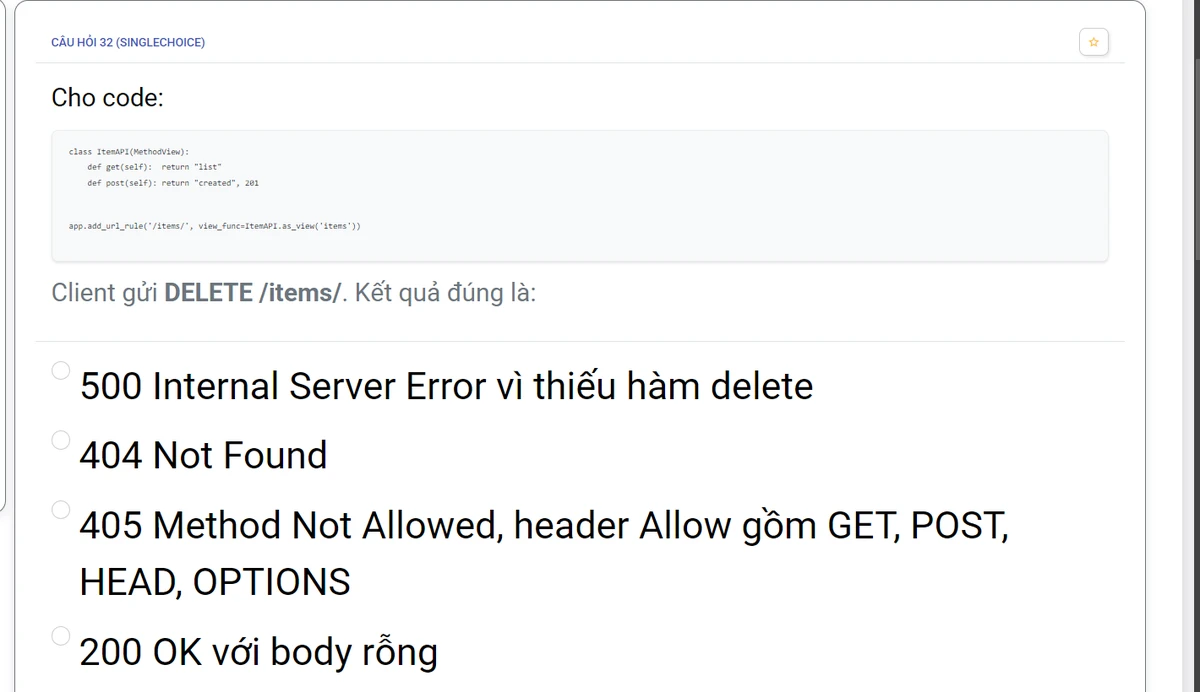 CÂU HỎI 32 (SINGLECHOICE)
Cho code:
class ItemAPI(MethodView):
    def get(self):  return "list"
    def post(self): return "created", 201
app.add_url_rule('/items/', view_func=ItemAPI.as_view('items'))
Client gửi DELETE /items/. Kết quả đúng là:
500 Internal Server Error vì thiếu hàm delete
404 Not Found
405 Method Not Allowed, header Allow gồm GET, POST,
HEAD, OPTIONS
200 OK với body rỗng